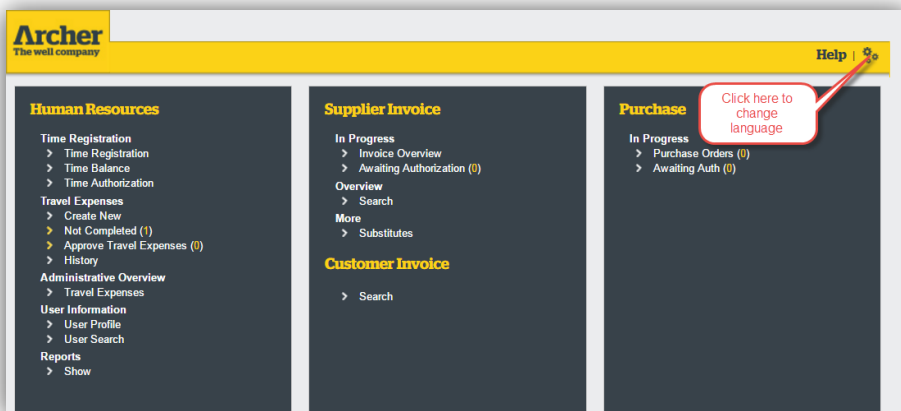 Archer
The well company
Help |
Click here to
change
language
Human Resources
Time Registration
> Time Registration
> Time Balance
> Time Authorization
Travel Expenses
> Create New
> Not Completed (1)
> Approve Travel Expenses (0)
> History
Administrative Overview
> Travel Expenses
User Information
> User Profile
> User Search
Reports
> Show
Supplier Invoice
In Progress
> Invoice Overview
> Awaiting Authorization (0)
Overview
> Search
More
> Substitutes
Customer Invoice
> Search
Purchase
In Progress
> Purchase Orders (0)
> Awaiting Auth (0)